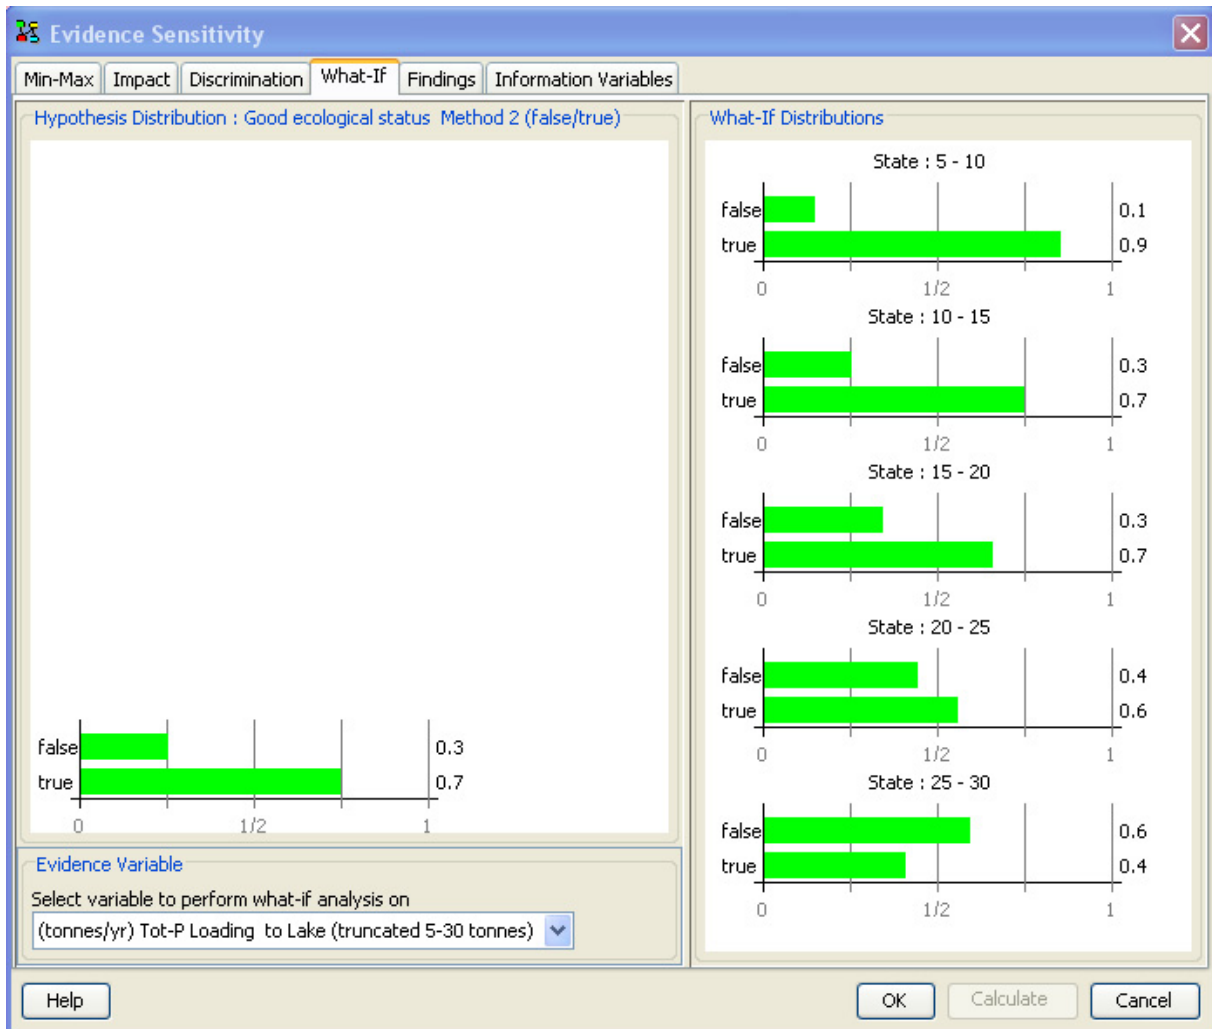 Evidence Sensitivity
Min-Max Impact Discrimination What-If Findings Information Variables
Hypothesis Distribution : Good ecological status Method 2 (false/true)
false 0.3
true 0.7
0 1/2 1
Evidence Variable
Select variable to perform what-if analysis on
(tonnes/yr) Tot-P Loading to Lake (truncated 5-30 tonnes)
What-If Distributions
State : 5 - 10
false 0.1
true 0.9
0 1/2 1
State : 10 - 15
false 0.3
true 0.7
0 1/2 1
State : 15 - 20
false 0.3
true 0.7
0 1/2 1
State : 20 - 25
false 0.4
true 0.6
0 1/2 1
State : 25 - 30
false 0.6
true 0.4
0 1/2 1
Help OK Calculate Cancel